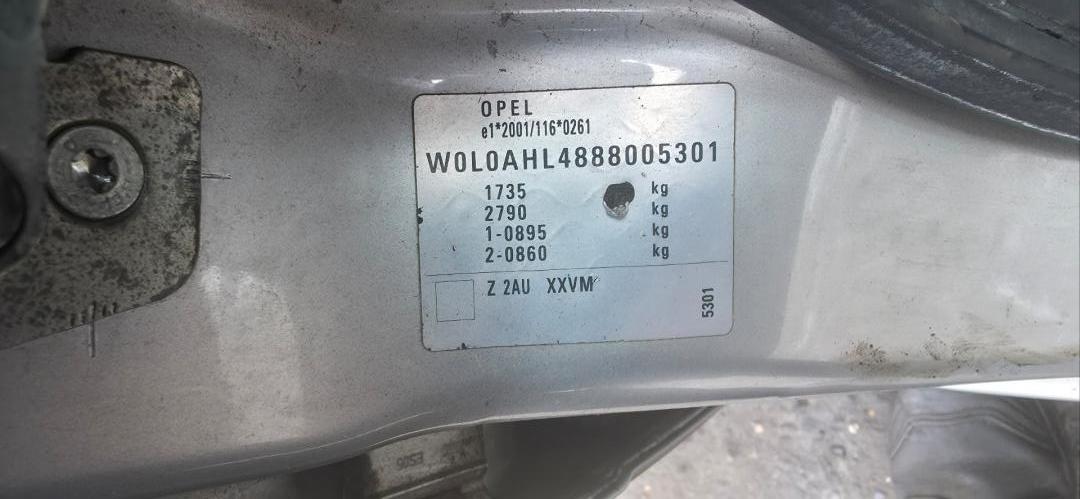 OPEL
e1*2001/116*0261
W0L0AHL4888005301
1735 kg
2790 kg
1-0895 kg
2-0860 kg
Z 2AU XXVM
5301